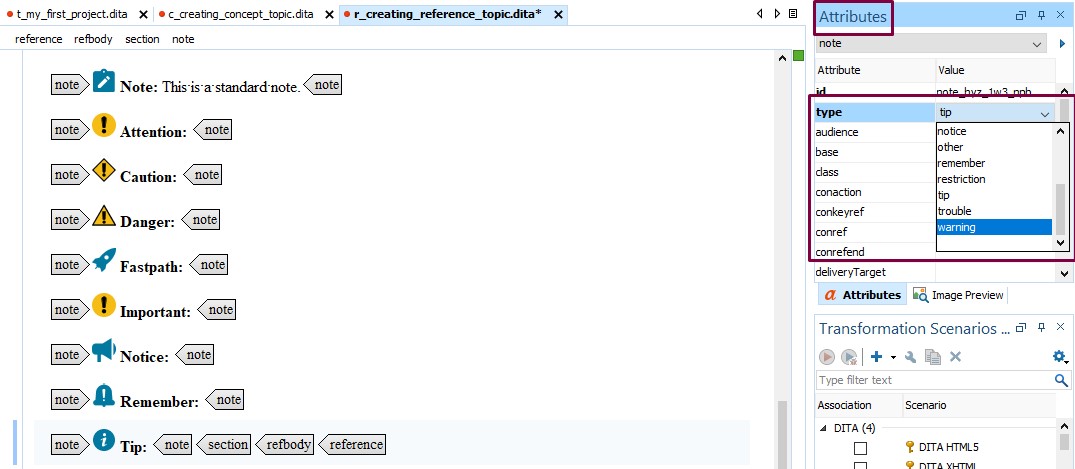 t_my_first_project.dita
c_creating_concept_topic.dita
r_creating_reference_topic.dita*
reference refbody section note
note Note: This is a standard note. note
note Attention: note
note Caution: note
note Danger: note
note Fastpath: note
note Important: note
note Notice: note
note Remember: note
note Tip: note section refbody reference
Attributes
note
Attribute Value
id note_hyz_1w3_npb
type tip
audience
base
class
conaction
conkeyref
conref
conrefend
deliveryTarget
notice
other
remember
restriction
tip
trouble
warning
Attributes Image Preview
Transformation Scenarios ...
Type filter text
Association Scenario
DITA (4)
DITA HTML5
DITA XHTML